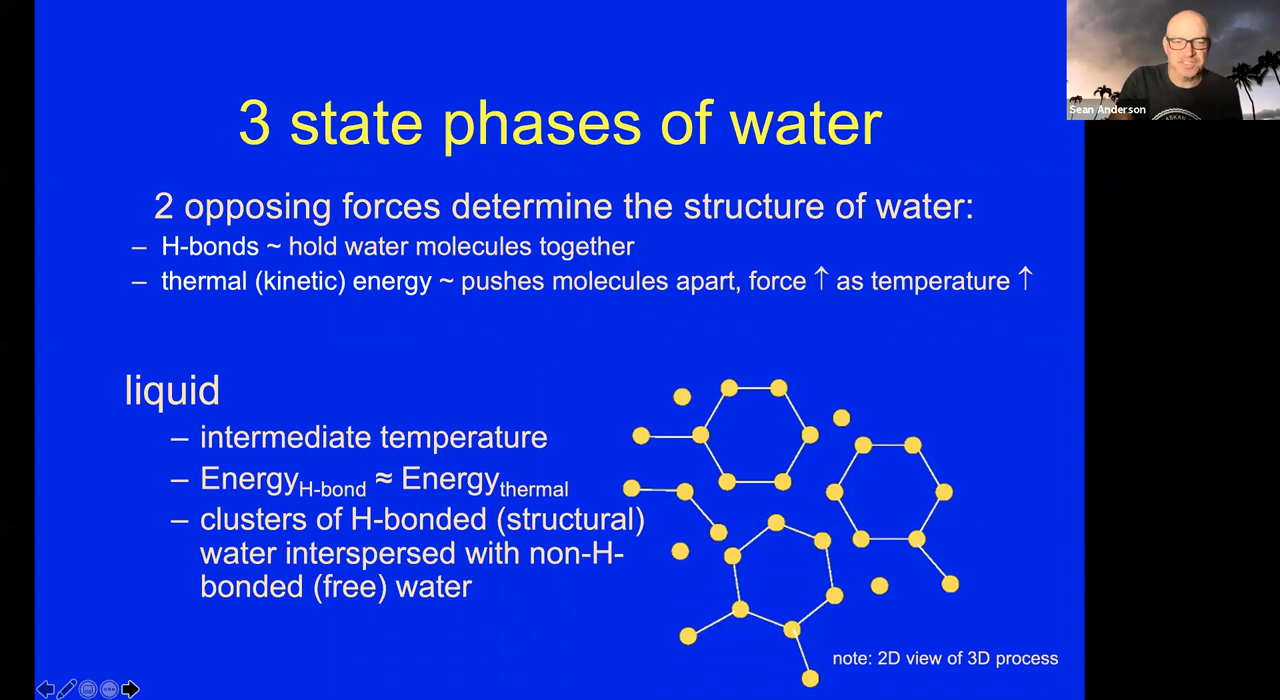 3 state phases of water
2 opposing forces determine the structure of water:
– H-bonds ~ hold water molecules together
– thermal (kinetic) energy ~ pushes molecules apart, force ↑ as temperature ↑
liquid
– intermediate temperature
– Energy_H-bond ≈ Energy_thermal
– clusters of H-bonded (structural)
water interspersed with non-H-
bonded (free) water
note: 2D view of 3D process
Sean Anderson